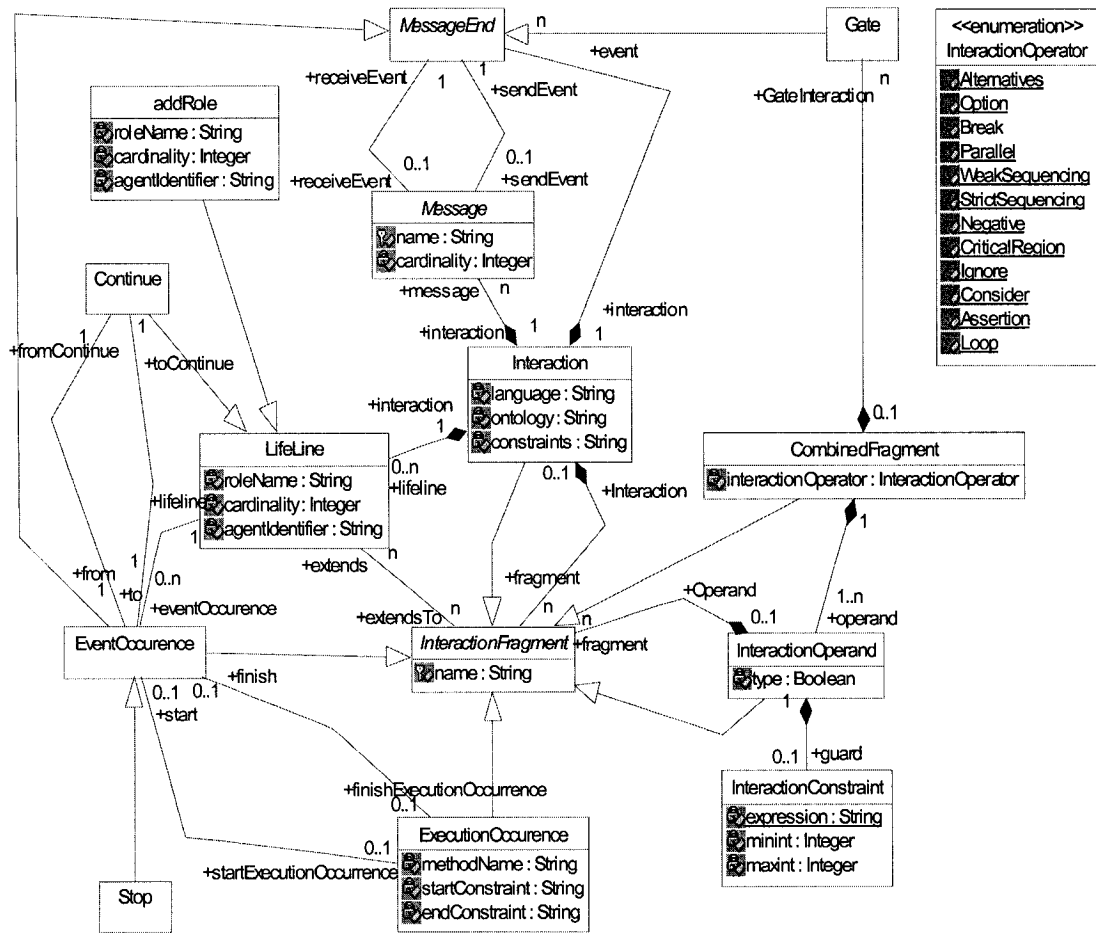 MessageEnd
n
Gate
<<enumeration>>
InteractionOperator
Alternatives
Option
Break
Parallel
WeakSequencing
StrictSequencing
Negative
CriticalRegion
Ignore
Consider
Assertion
Loop
+event
n
+GateInteraction
+receiveEvent
1
1
+sendEvent
addRole
roleName : String
cardinality : Integer
agentIdentifier : String
0..1
0..1
+receiveEvent
+sendEvent
Message
name : String
cardinality : Integer
+message
n
+interaction
1
1
+interaction
Continue
1
1
+fromContinue
+toContinue
Interaction
language : String
ontology : String
constraints : String
+interaction
1
0..n
+lifeline
0..1
+Interaction
0..1
CombinedFragment
interactionOperator : InteractionOperator
1
LifeLine
roleName : String
cardinality : Integer
agentIdentifier : String
+lifeline
1
n
+extends
+fragment
+from
1
1
+to
0..n
+eventOccurence
+extendsTo
n
n
n
+fragment
+Operand
0..1
1..n
+operand
EventOccurence
InteractionFragment
name : String
InteractionOperand
type : Boolean
1
0..1
0..1
+finish
+start
0..1
+guard
InteractionConstraint
expression : String
minint : Integer
maxint : Integer
+finishExecutionOccurrence
0..1
0..1
+startExecutionOccurrence
ExecutionOccurence
methodName : String
startConstraint : String
endConstraint : String
Stop